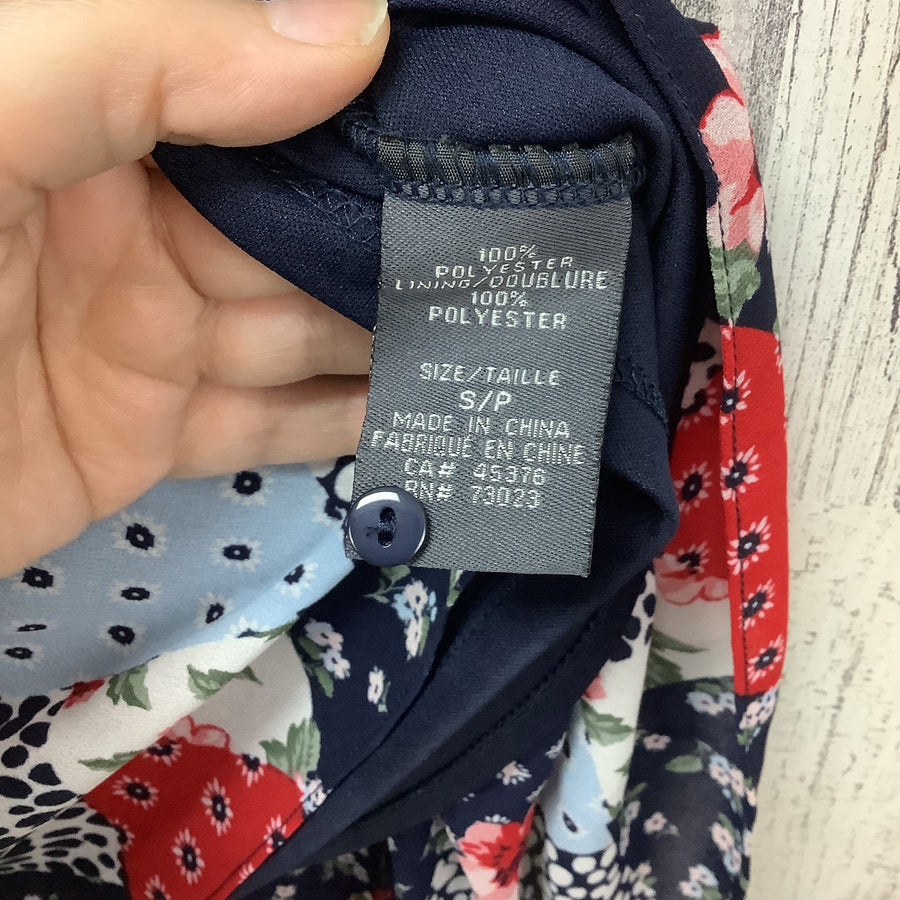 100%
POLYESTER
LINING/DOUBLURE
100%
POLYESTER
SIZE/TAILLE
S/P
MADE IN CHINA
FABRIQUÉ EN CHINE
CA# 45376
RN# 73023